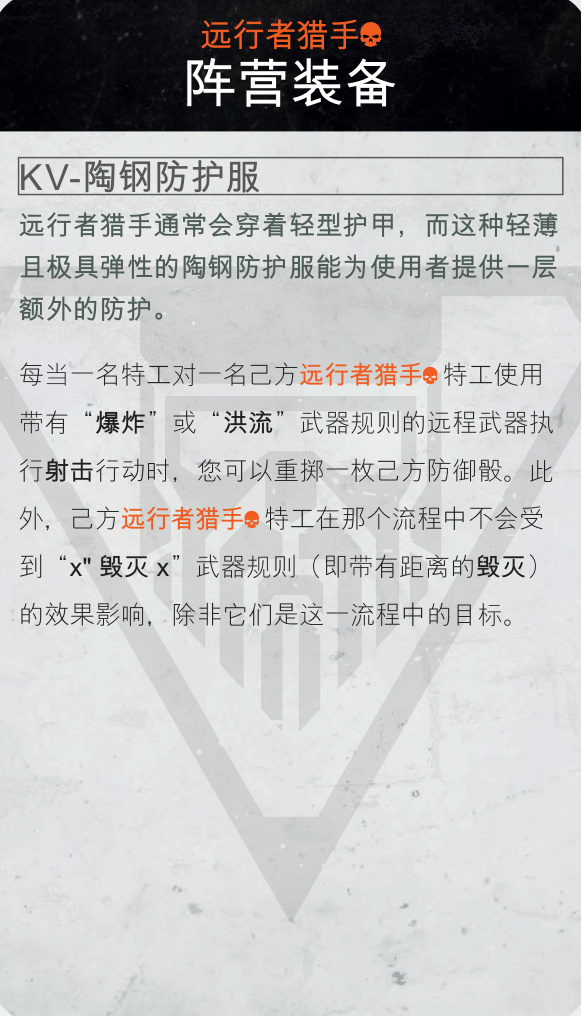 远行者猎手
阵营装备
KV-陶钢防护服
远行者猎手通常会穿着轻型护甲，而这种轻薄
且极具弹性的陶钢防护服能为使用者提供一层
额外的防护。
每当一名特工对一名己方远行者猎手特工使用
带有“爆炸”或“洪流”武器规则的远程武器执
行射击行动时，您可以重掷一枚己方防御骰。此
外，己方远行者猎手特工在那个流程中不会受
到“x" 毁灭 x”武器规则（即带有距离的毁灭）
的效果影响，除非它们是这一流程中的目标。